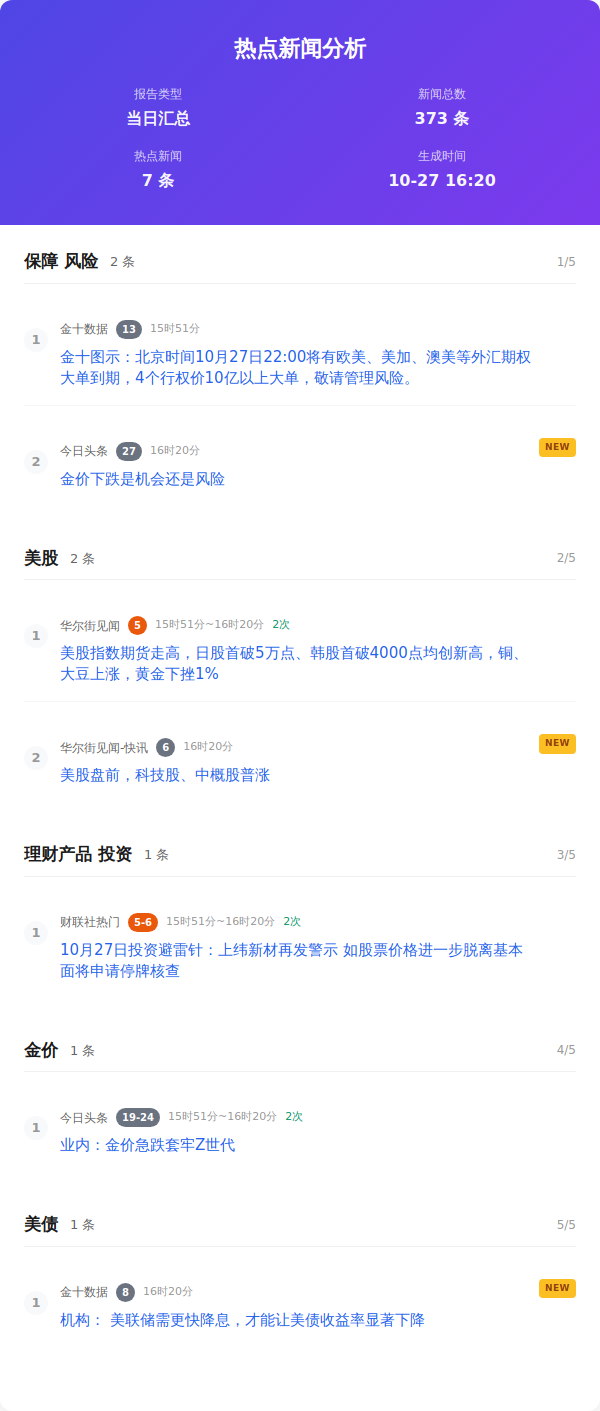 热点新闻分析
报告类型
新闻总数
当日汇总
373 条
热点新闻
生成时间
7 条
10-27 16:20
保障 风险 2 条 1/5
1
金十数据 13 15时51分
金十图示：北京时间10月27日22:00将有欧美、美加、澳美等外汇期权
大单到期，4个行权价10亿以上大单，敬请管理风险。
2
今日头条 27 16时20分 NEW
金价下跌是机会还是风险
美股 2 条 2/5
1
华尔街见闻 5 15时51分~16时20分 2次
美股指数期货走高，日股首破5万点、韩股首破4000点均创新高，铜、
大豆上涨，黄金下挫1%
2
华尔街见闻-快讯 6 16时20分 NEW
美股盘前，科技股、中概股普涨
理财产品 投资 1 条 3/5
1
财联社热门 5-6 15时51分~16时20分 2次
10月27日投资避雷针：上纬新材再发警示 如股票价格进一步脱离基本
面将申请停牌核查
金价 1 条 4/5
1
今日头条 19-24 15时51分~16时20分 2次
业内：金价急跌套牢Z世代
美债 1 条 5/5
1
金十数据 8 16时20分 NEW
机构： 美联储需更快降息，才能让美债收益率显著下降